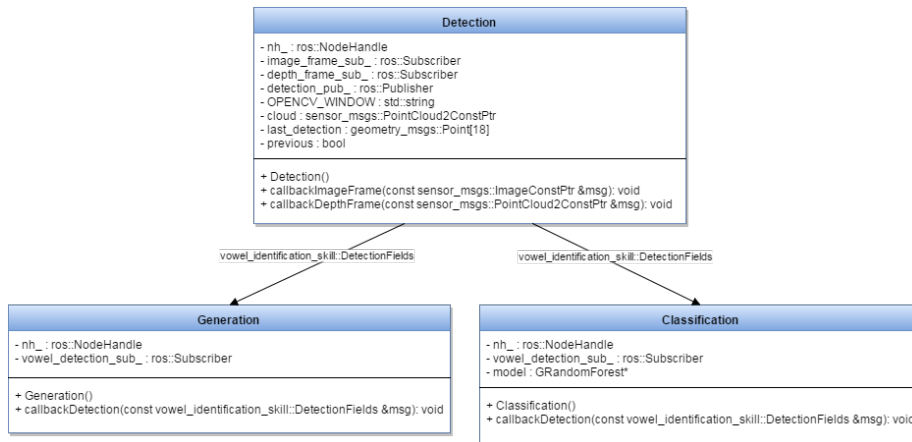 Detection
- nh_ : ros::NodeHandle
- image_frame_sub_ : ros::Subscriber
- depth_frame_sub_ : ros::Subscriber
- detection_pub_ : ros::Publisher
- OPENCV_WINDOW : std::string
- cloud : sensor_msgs::PointCloud2ConstPtr
- last_detection : geometry_msgs::Point[18]
- previous : bool
+ Detection()
+ callbackImageFrame(const sensor_msgs::ImageConstPtr &msg): void
+ callbackDepthFrame(const sensor_msgs::PointCloud2ConstPtr &msg): void
vowel_identification_skill::DetectionFields
vowel_identification_skill::DetectionFields
Generation
- nh_ : ros::NodeHandle
- vowel_detection_sub_ : ros::Subscriber
+ Generation()
+ callbackDetection(const vowel_identification_skill::DetectionFields &msg): void
Classification
- nh_ : ros::NodeHandle
- vowel_detection_sub_ : ros::Subscriber
- model : GRandomForest*
+ Classification()
+ callbackDetection(const vowel_identification_skill::DetectionFields &msg): void